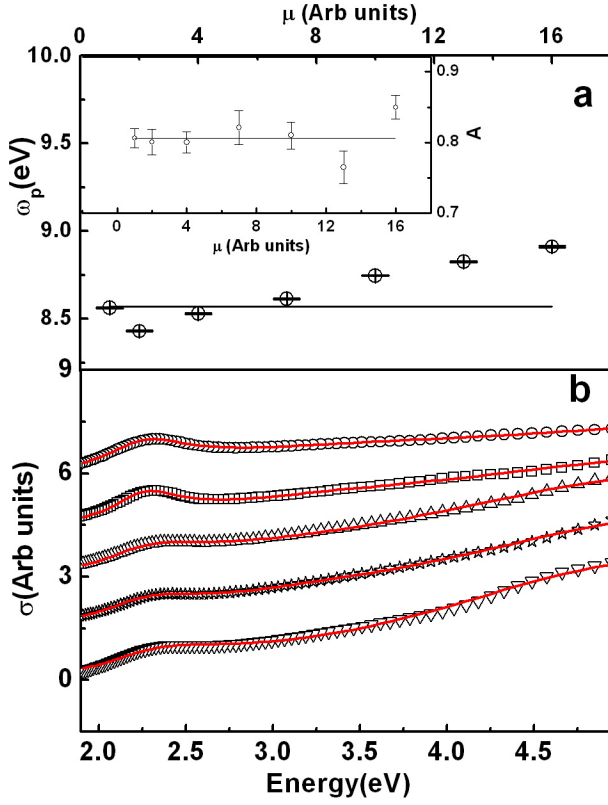 μ (Arb units)
0 4 8 12 16
10.0
a
0.9
9.5
0.8
A
ωp(eV)
0.7
0 4 8 12 16
9.0
μ (Arb units)
8.5
9
b
6
σ(Arb units)
3
0
2.0 2.5 3.0 3.5 4.0 4.5
Energy(eV)